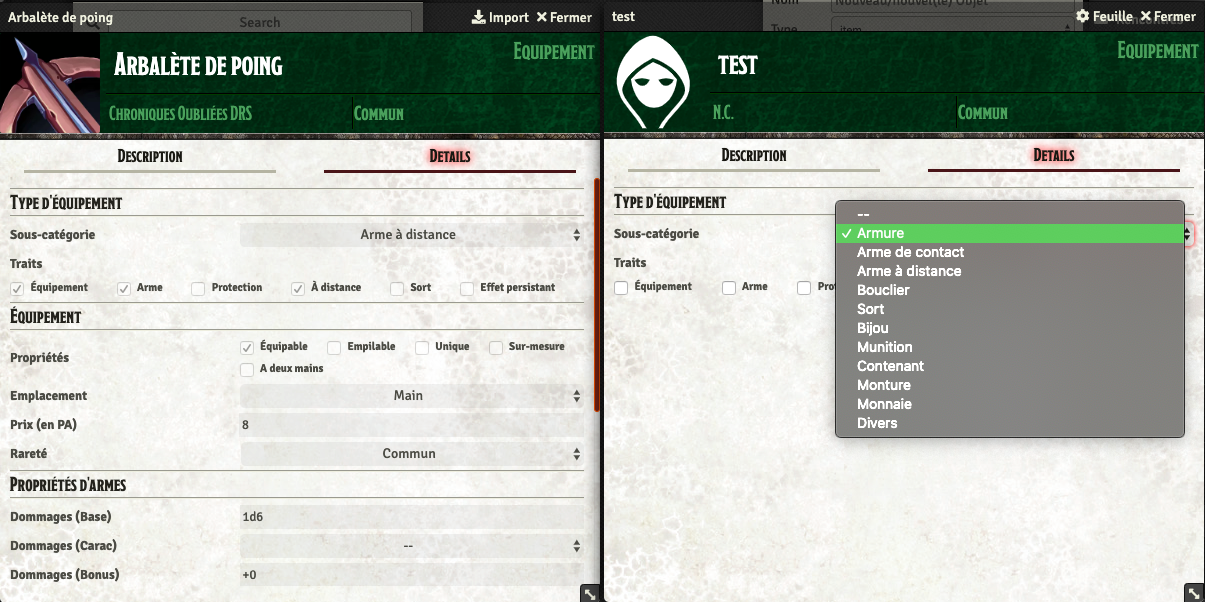 Arbalète de poing
Search
Import
Fermer
Arbalète de poing
Equipement
Chroniques Oubliées DRS
Commun
Description
Details
Type d'équipement
Sous-catégorie
Arme à distance
Traits
Équipement
Arme
Protection
À distance
Sort
Effet persistant
Équipement
Propriétés
Équipable
Empilable
Unique
Sur-mesure
A deux mains
Emplacement
Main
Prix (en PA)
8
Rareté
Commun
Propriétés d'armes
Dommages (Base)
1d6
Dommages (Carac)
--
Dommages (Bonus)
+0
test
Nom
Nouveau/nouvel(le) Objet
Type
item
Feuille
Fermer
test
Equipement
N.C.
Commun
Description
Details
Type d'équipement
Sous-catégorie
Traits
Équipement
Arme
Prot
--
✓ Armure
Arme de contact
Arme à distance
Bouclier
Sort
Bijou
Munition
Contenant
Monture
Monnaie
Divers